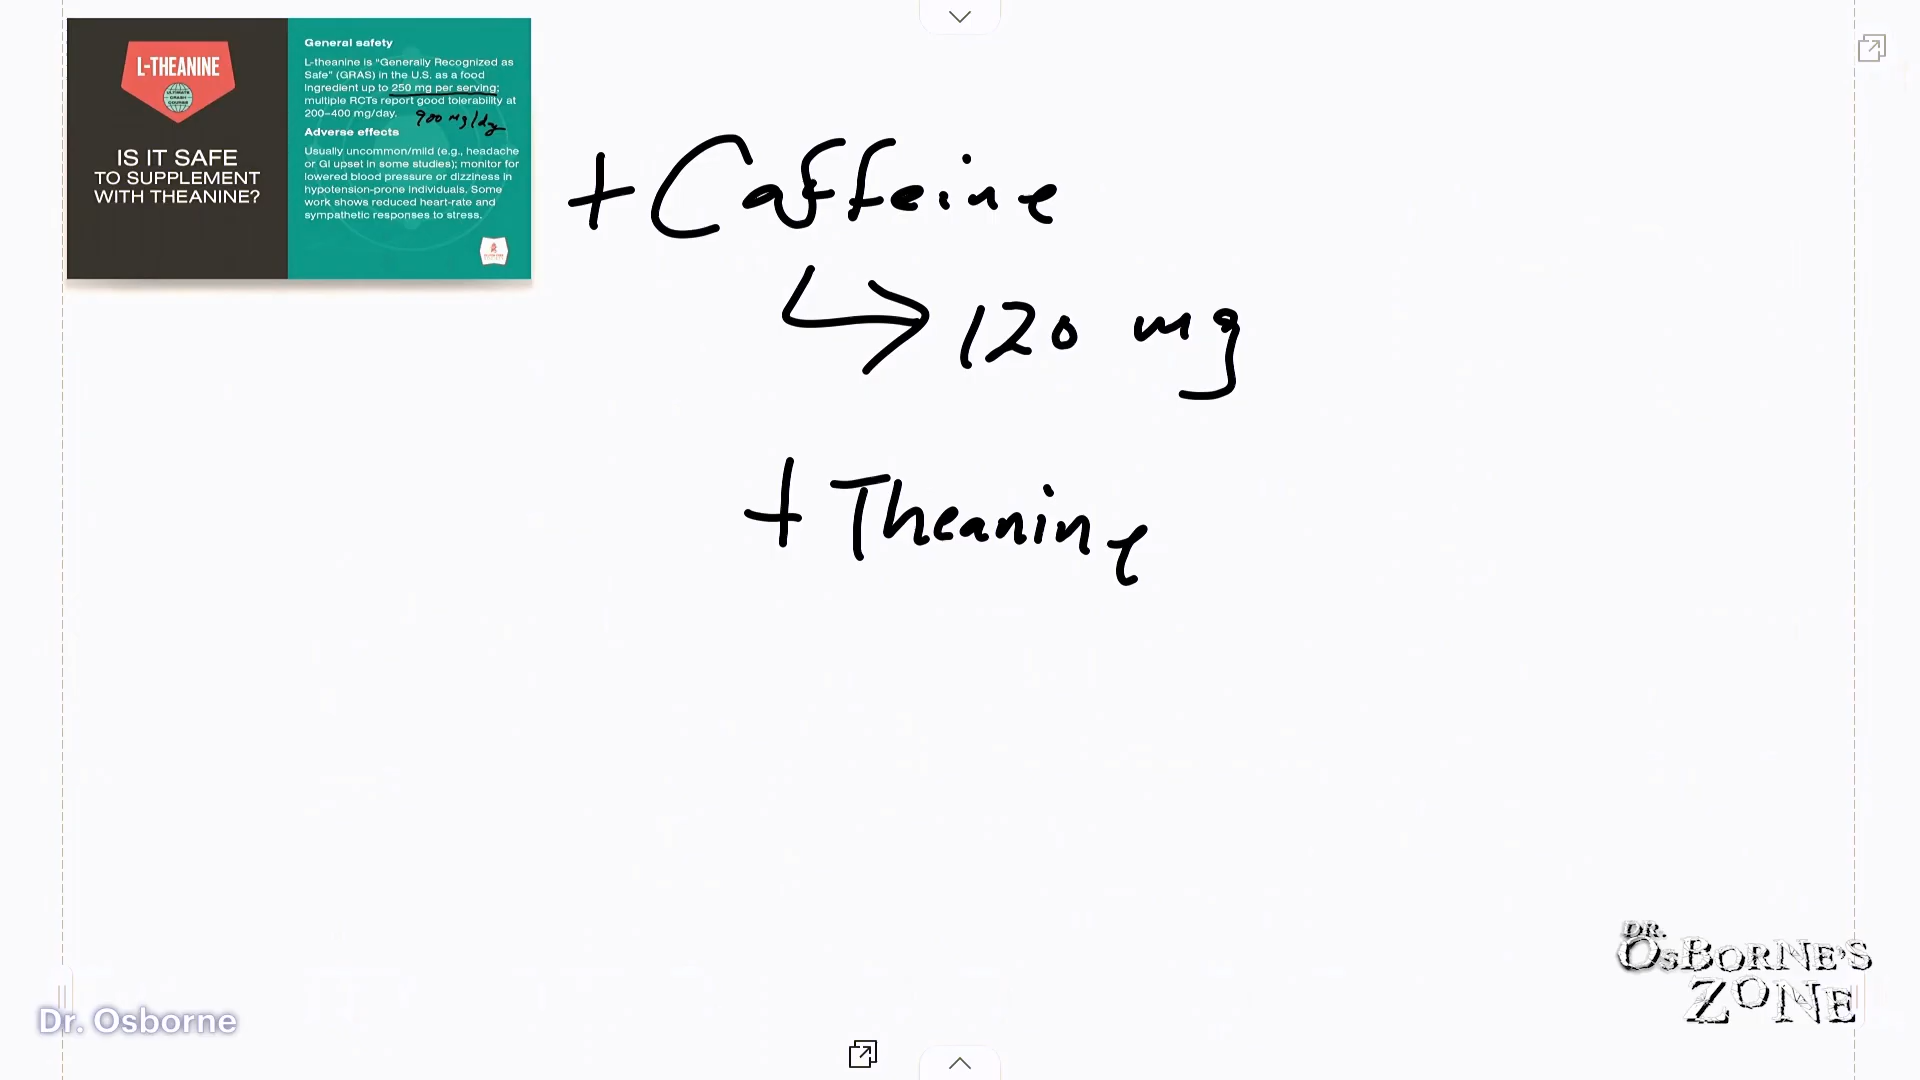 L-THEANINE
ULTIMATE
CRASH
COURSE
IS IT SAFE
TO SUPPLEMENT
WITH THEANINE?
General safety
L-theanine is "Generally Recognized as
Safe" (GRAS) in the U.S. as a food
ingredient up to 250 mg per serving;
multiple RCTs report good tolerability at
200–400 mg/day.
900 mg/day
Adverse effects
Usually uncommon/mild (e.g., headache
or GI upset in some studies); monitor for
lowered blood pressure or dizziness in
hypotension-prone individuals. Some
work shows reduced heart-rate and
sympathetic responses to stress.
+ Caffeine
120 mg
+ Theanine
DR.
OSBORNE'S
ZONE
Dr. Osborne